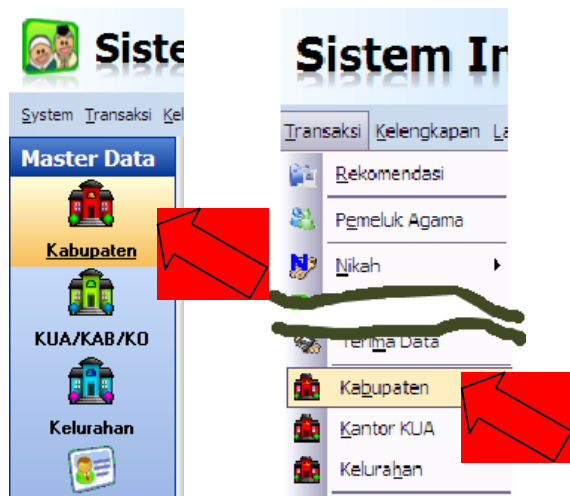 Siste
System Transaksi Kel
Master Data
Kabupaten
KUA/KAB/KO
Kelurahan
Sistem In
Transaksi Kelengkapan La
Rekomendasi
Pemeluk Agama
Nikah
Terima Data
Kabupaten
Kantor KUA
Kelurahan